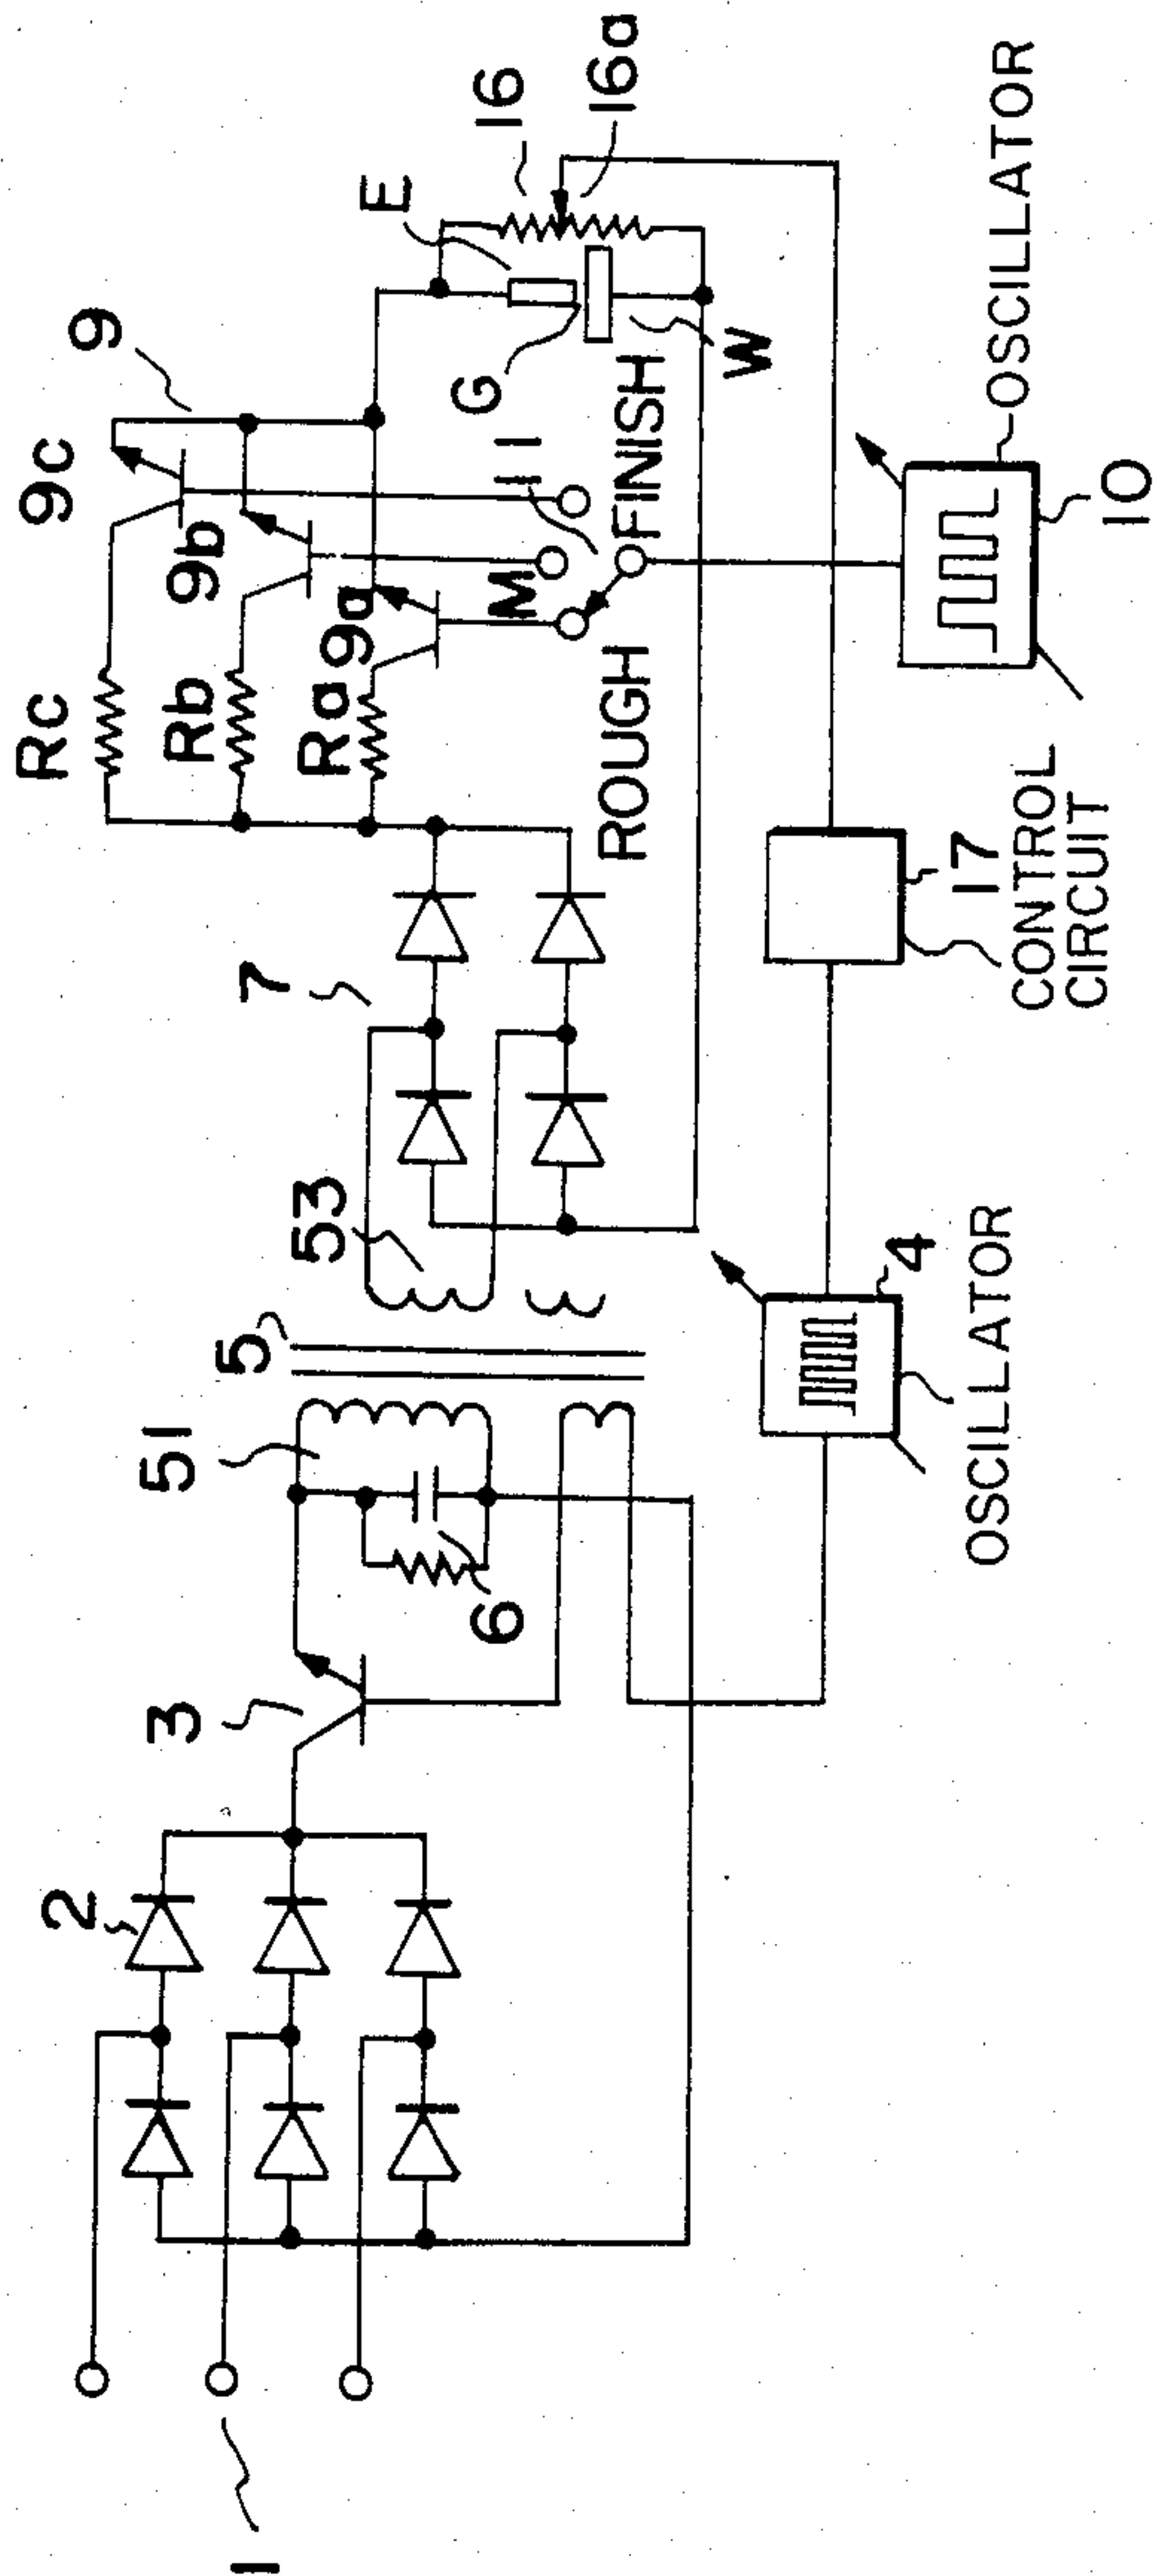 1
2
3
51
6
5
53
7
Rc
Rb
Ra
9c
9b
9a
9
E
G
W
16
16a
M
11
ROUGH
FINISH
4
OSCILLATOR
17
CONTROL
CIRCUIT
10
OSCILLATOR